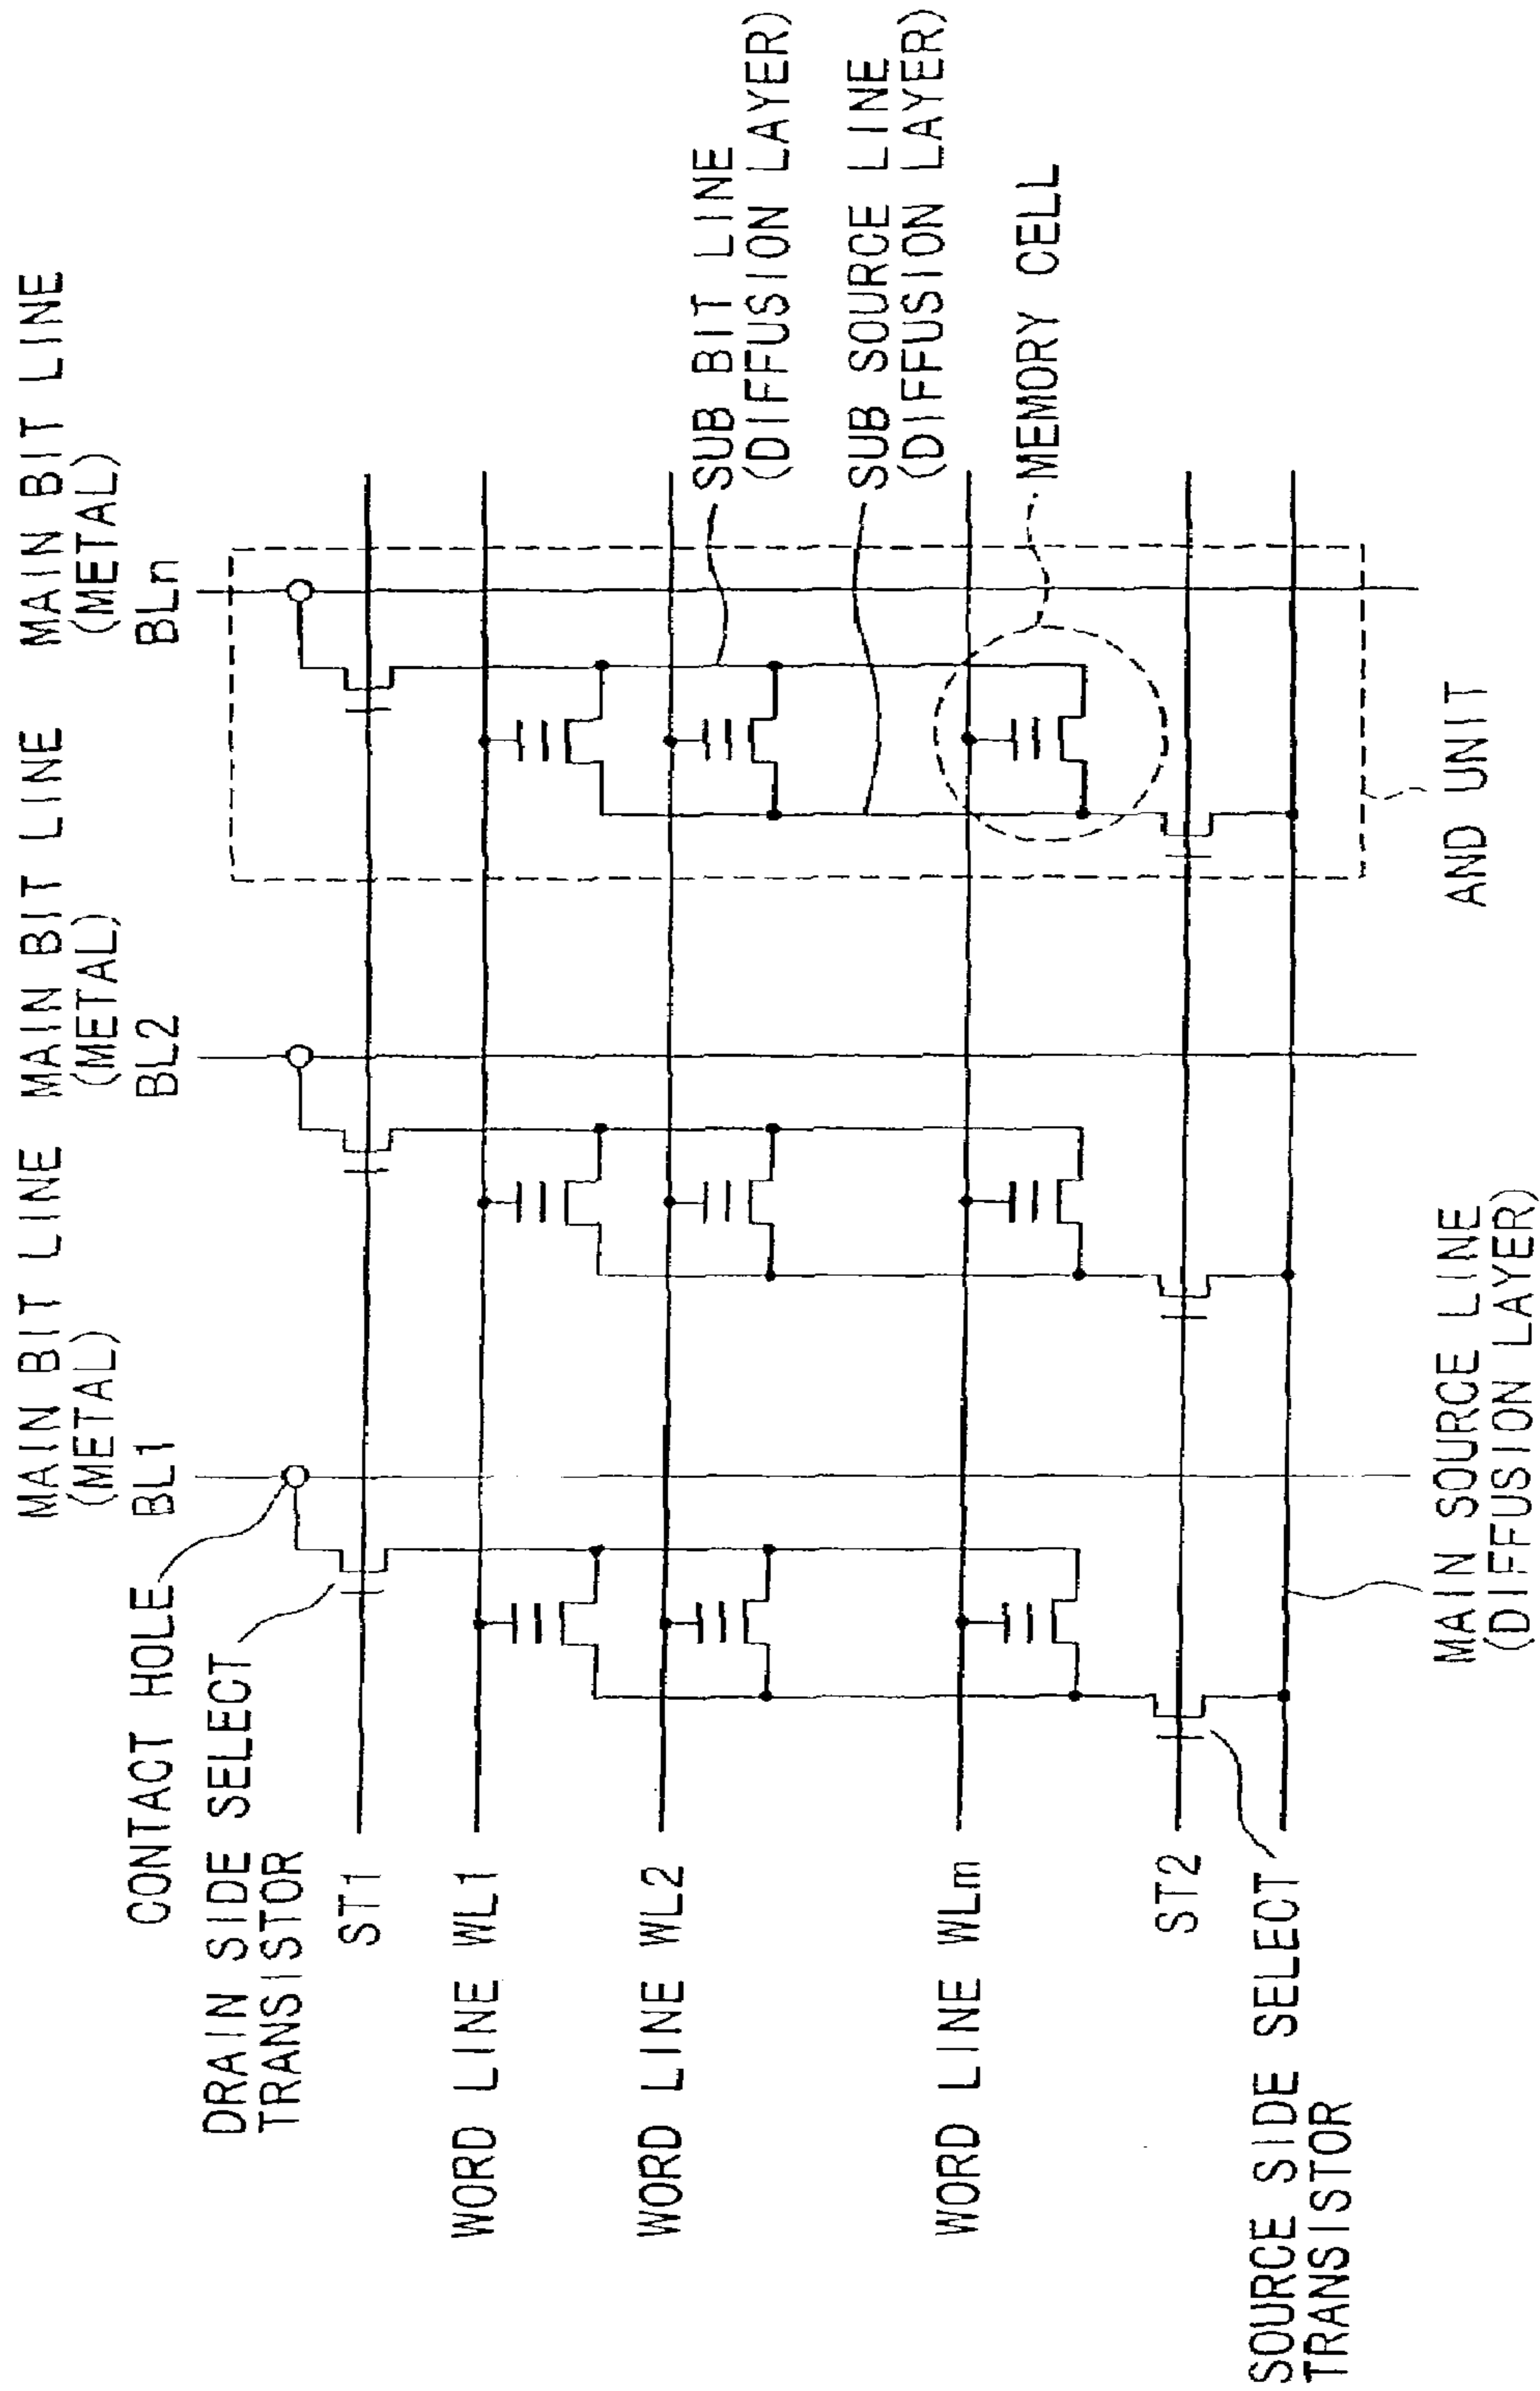 MAIN BIT LINE
(METAL)
BL1
MAIN BIT LINE
(METAL)
BL2
MAIN BIT LINE
(METAL)
BLn
CONTACT HOLE
DRAIN SIDE SELECT
TRANSISTOR
ST1
WORD LINE WL1
WORD LINE WL2
SUB BIT LINE
(DIFFUSION LAYER)
SUB SOURCE LINE
(DIFFUSION LAYER)
WORD LINE WLm
MEMORY CELL
ST2
SOURCE SIDE SELECT
TRANSISTOR
MAIN SOURCE LINE
(DIFFUSION LAYER)
AND UNIT